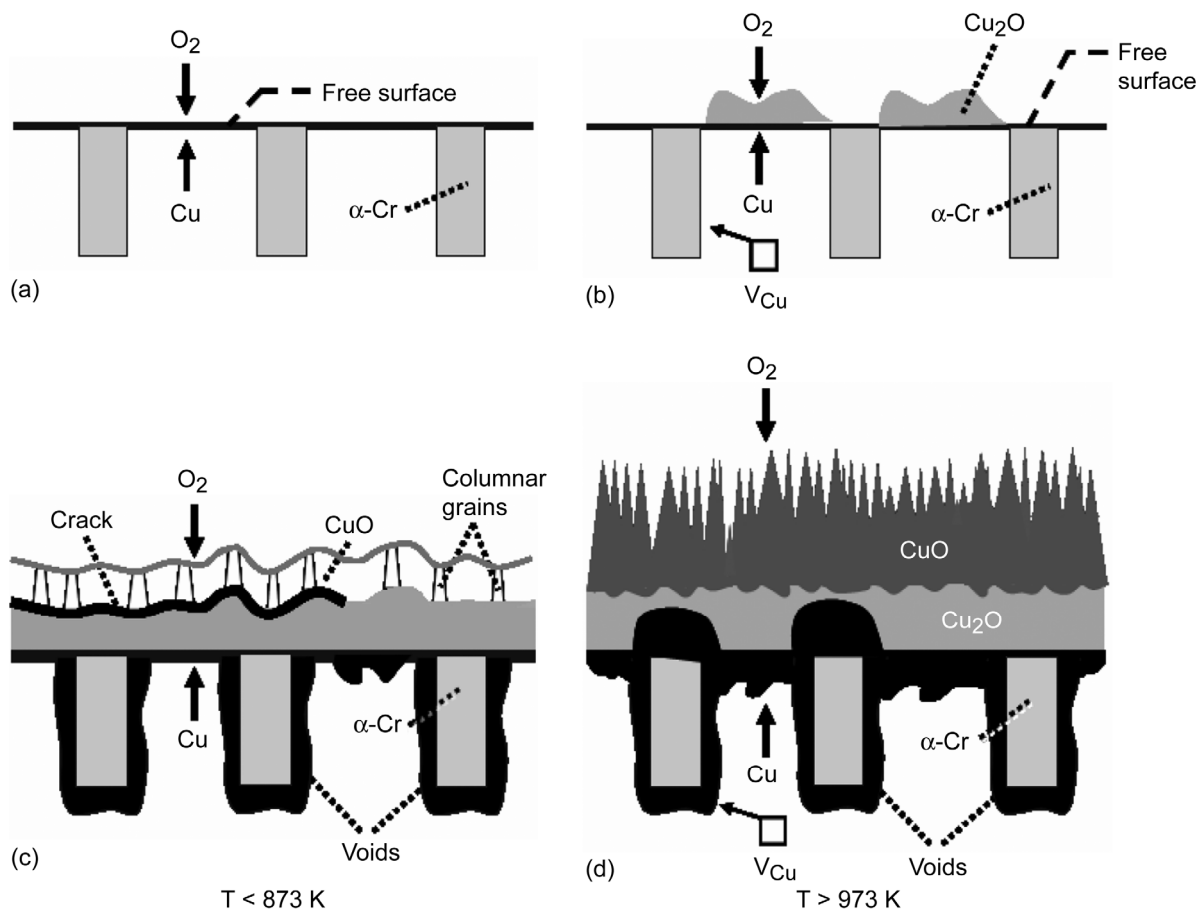 O2
Free surface
Cu
α-Cr
(a)
O2
Cu2O
Free
surface
Cu
α-Cr
VCu
(b)
O2
Columnar
grains
Crack
CuO
α-Cr
Cu
Voids
(c)
T < 873 K
O2
CuO
Cu2O
α-Cr
Cu
VCu
Voids
(d)
T > 973 K